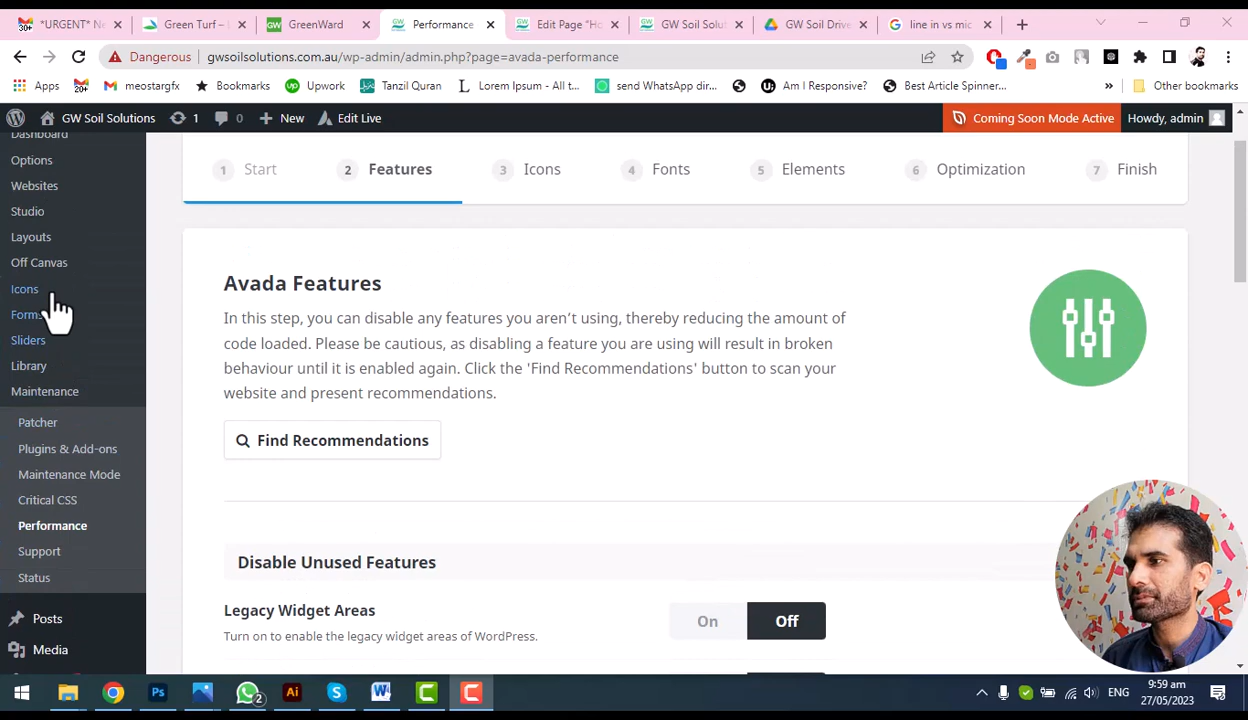 *URGENT* Ne
Green Turf – L
GreenWard
Performance
Edit Page "Ho
GW Soil Solut
GW Soil Drive
line in vs mic
Dangerous
gwsoilsolutions.com.au/wp-admin/admin.php?page=avada-performance
Apps
meostargfx
Bookmarks
Upwork
Tanzil Quran
Lorem Ipsum - All t...
send WhatsApp dir...
Am I Responsive?
Best Article Spinner...
Other bookmarks
GW Soil Solutions
1
0
New
Edit Live
Coming Soon Mode Active
Howdy, admin
Dashboard
Options
Websites
Studio
Layouts
Off Canvas
Icons
Forms
Sliders
Library
Maintenance
Patcher
Plugins & Add-ons
Maintenance Mode
Critical CSS
Performance
Support
Status
Posts
Media
1 Start
2 Features
3 Icons
4 Fonts
5 Elements
6 Optimization
7 Finish
Avada Features
In this step, you can disable any features you aren't using, thereby reducing the amount of
code loaded. Please be cautious, as disabling a feature you are using will result in broken
behaviour until it is enabled again. Click the 'Find Recommendations' button to scan your
website and present recommendations.
Find Recommendations
Disable Unused Features
Legacy Widget Areas
Turn on to enable the legacy widget areas of WordPress.
On
Off
ENG
9:59 am
27/05/2023